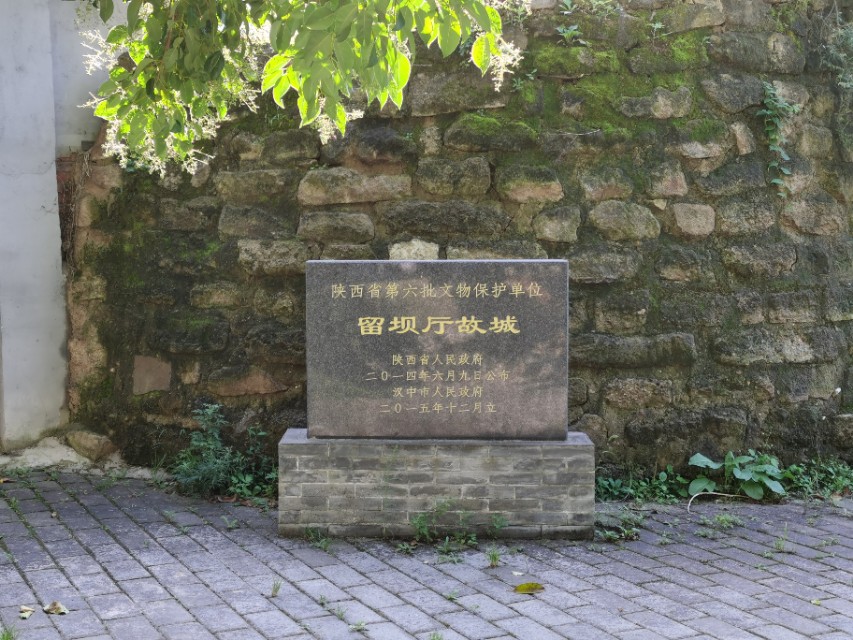 陕西省第六批文物保护单位
留坝厅故城
陕西省人民政府
二〇一四年六月九日公布
汉中市人民政府
二〇一五年十二月立